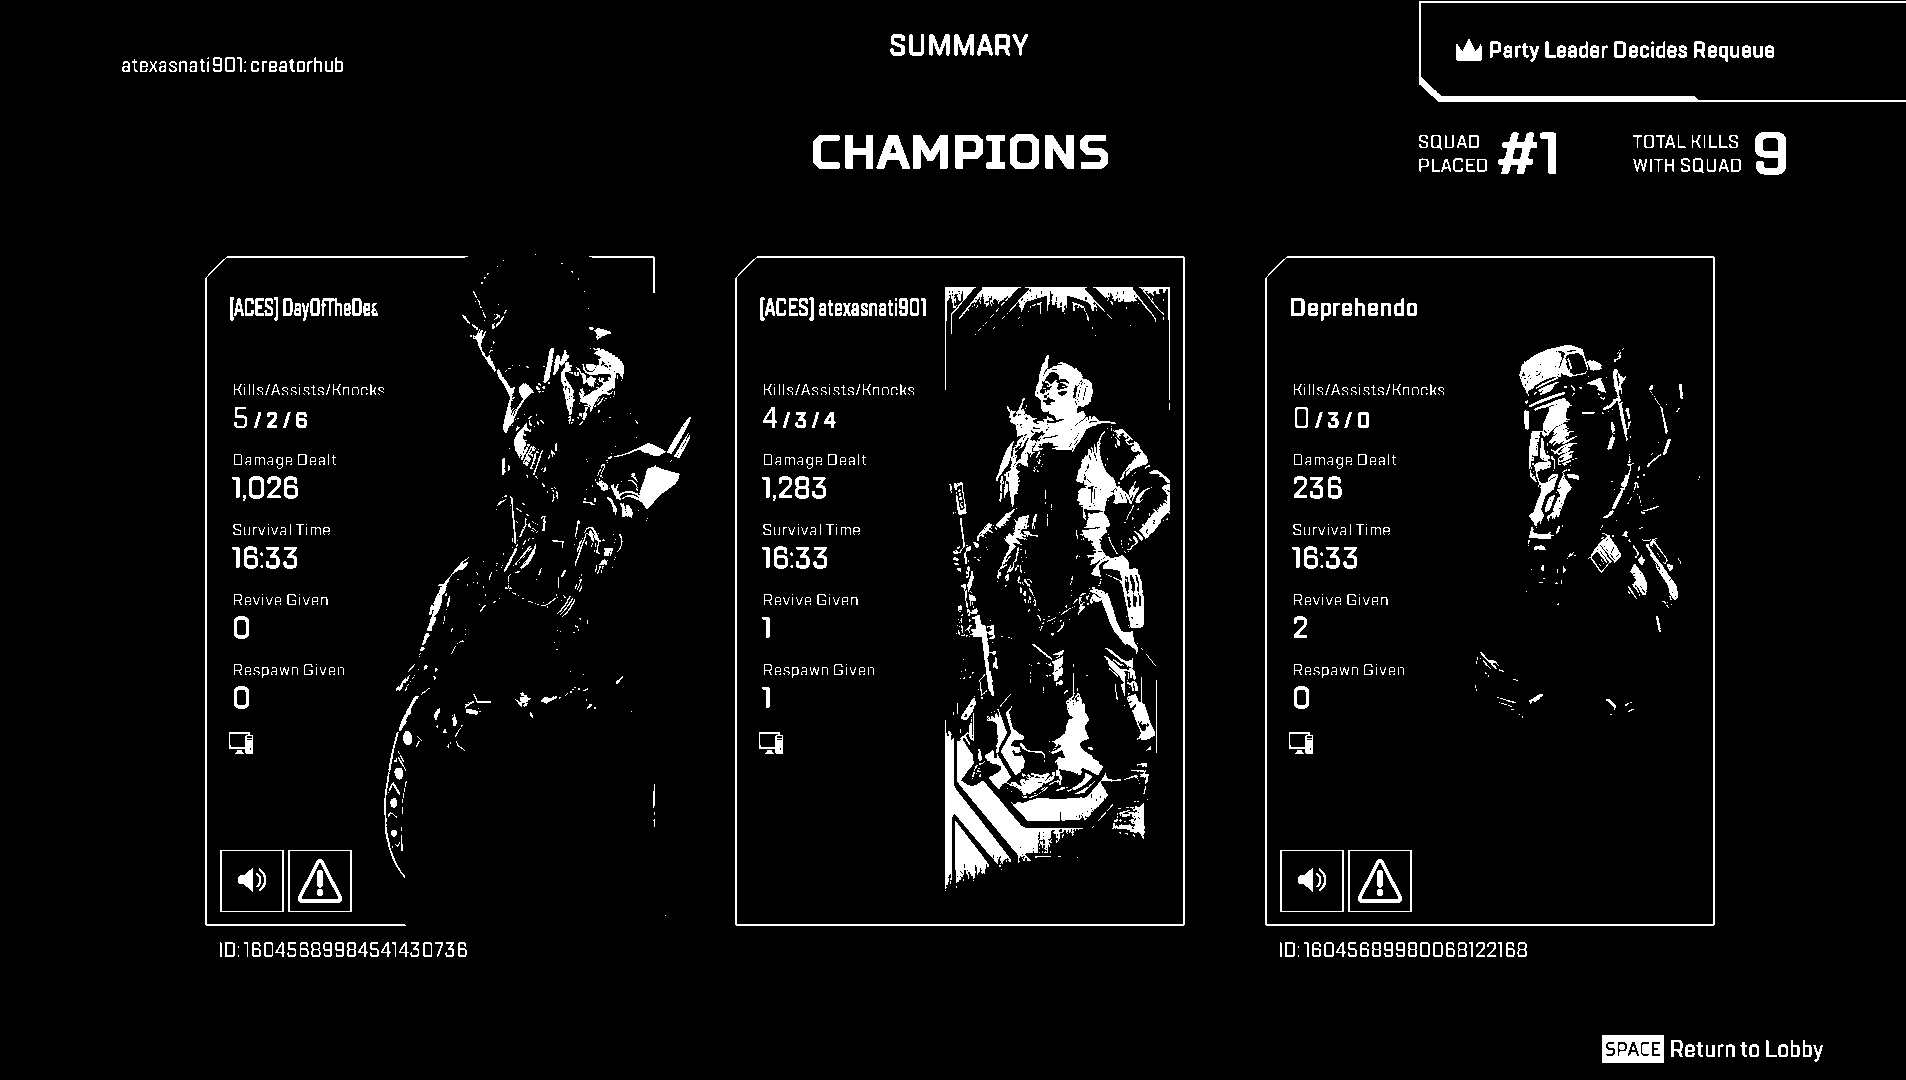 atexasnati901: creatorhub
SUMMARY
Party Leader Decides Requeue
CHAMPIONS
SQUAD PLACED #1
TOTAL KILLS WITH SQUAD 9
[ACES] DayOfTheDea
Kills/Assists/Knocks
5 / 2 / 6
Damage Dealt
1,026
Survival Time
16:33
Revive Given
0
Respawn Given
0
ID: 16045689984541430736
[ACES] atexasnati901
Kills/Assists/Knocks
4 / 3 / 4
Damage Dealt
1,283
Survival Time
16:33
Revive Given
1
Respawn Given
1
Deprehendo
Kills/Assists/Knocks
0 / 3 / 0
Damage Dealt
236
Survival Time
16:33
Revive Given
2
Respawn Given
0
ID: 16045689980068122168
SPACE Return to Lobby